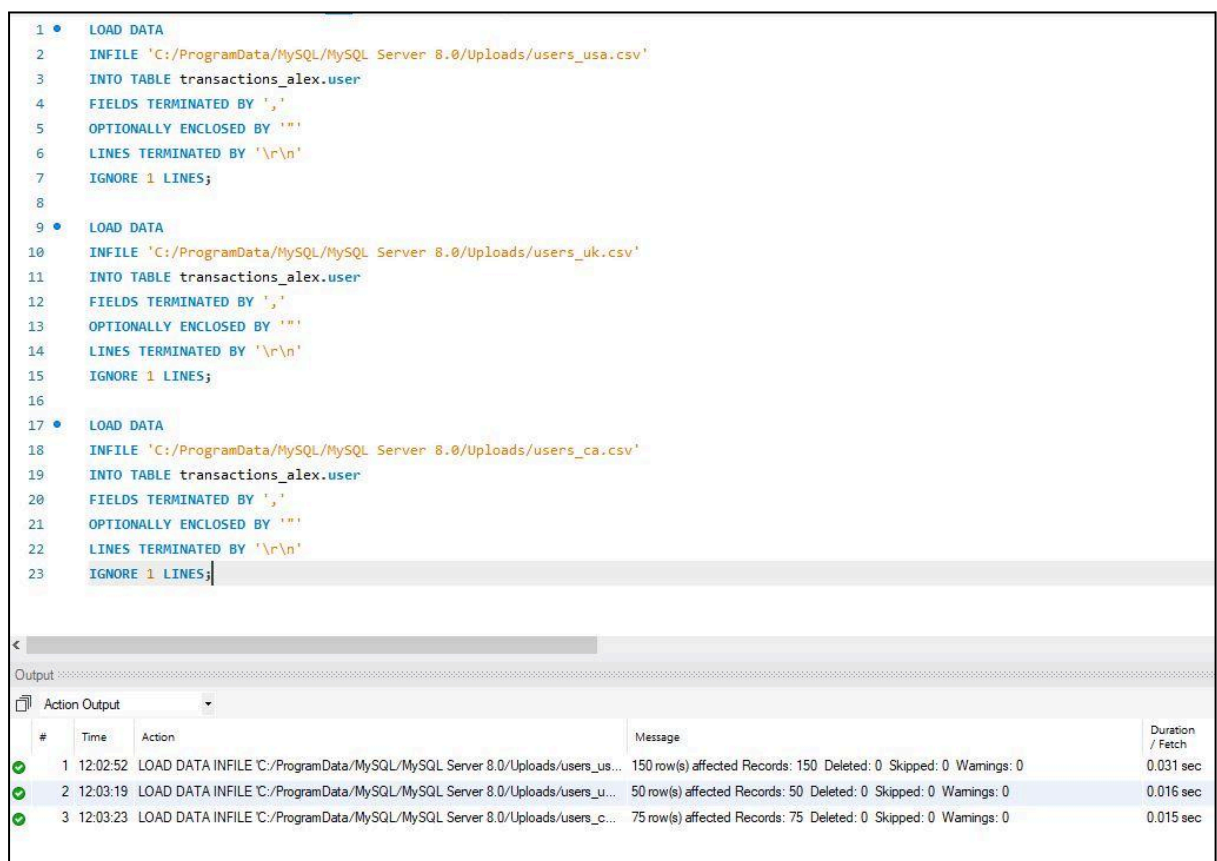 1 LOAD DATA
2 INFILE 'C:/ProgramData/MySQL/MySQL Server 8.0/Uploads/users_usa.csv'
3 INTO TABLE transactions_alex.user
4 FIELDS TERMINATED BY ','
5 OPTIONALLY ENCLOSED BY '"'
6 LINES TERMINATED BY '\r\n'
7 IGNORE 1 LINES;
8
9 LOAD DATA
10 INFILE 'C:/ProgramData/MySQL/MySQL Server 8.0/Uploads/users_uk.csv'
11 INTO TABLE transactions_alex.user
12 FIELDS TERMINATED BY ','
13 OPTIONALLY ENCLOSED BY '"'
14 LINES TERMINATED BY '\r\n'
15 IGNORE 1 LINES;
16
17 LOAD DATA
18 INFILE 'C:/ProgramData/MySQL/MySQL Server 8.0/Uploads/users_ca.csv'
19 INTO TABLE transactions_alex.user
20 FIELDS TERMINATED BY ','
21 OPTIONALLY ENCLOSED BY '"'
22 LINES TERMINATED BY '\r\n'
23 IGNORE 1 LINES;
Output
Action Output
# Time Action Message Duration / Fetch
1 12:02:52 LOAD DATA INFILE 'C:/ProgramData/MySQL/MySQL Server 8.0/Uploads/users_us... 150 row(s) affected Records: 150 Deleted: 0 Skipped: 0 Warnings: 0 0.031 sec
2 12:03:19 LOAD DATA INFILE 'C:/ProgramData/MySQL/MySQL Server 8.0/Uploads/users_u... 50 row(s) affected Records: 50 Deleted: 0 Skipped: 0 Warnings: 0 0.016 sec
3 12:03:23 LOAD DATA INFILE 'C:/ProgramData/MySQL/MySQL Server 8.0/Uploads/users_c... 75 row(s) affected Records: 75 Deleted: 0 Skipped: 0 Warnings: 0 0.015 sec